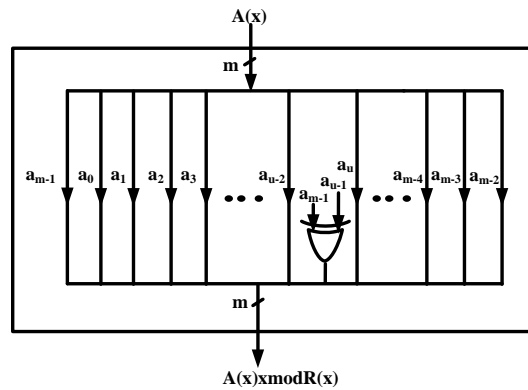 A(x)
m
a_{m-1} a_0 a_1 a_2 a_3 a_{u-2} a_{m-1} a_{u-1} a_u a_{m-4} a_{m-3} a_{m-2}
m
A(x)xmodR(x)